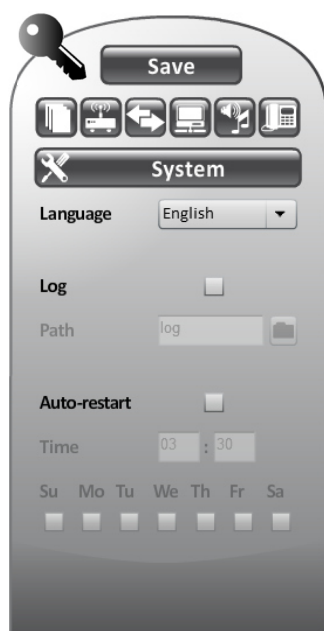 Save
System
Language English
Log
Path log
Auto-restart
Time 03 : 30
Su Mo Tu We Th Fr Sa